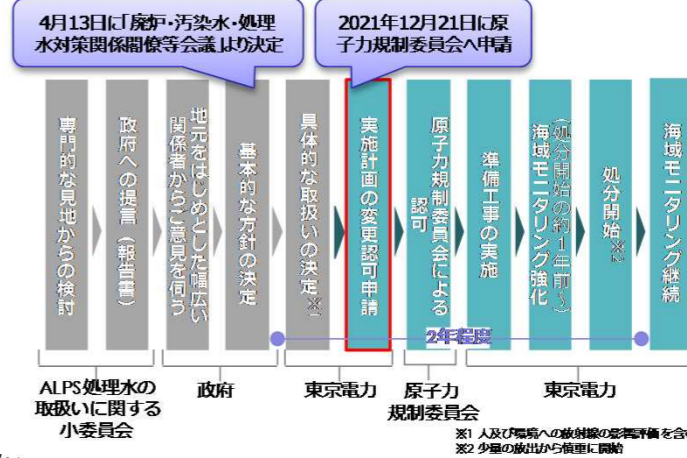 4月13日に「廃炉・汚染水・処理
水対策関係閣僚等会議」より決定
2021年12月21日に原
子力規制委員会へ申請
専門的な見地からの検討
政府への提言（報告書）
地元をはじめとした幅広い
関係者からご意見を伺う
基本的な方針の決定
具体的な取扱いの決定※1
実施計画の変更認可申請
原子力規制委員会による
認可
準備工事の実施
（処分開始の約１年前～）
海域モニタリング強化
処分開始※2
海域モニタリング継続
2年程度
ALPS処理水の
取扱いに関する
小委員会
政府
東京電力
原子力
規制委員会
東京電力
※1 人及び環境への放射線の影響評価を含
※2 少量の放出から慎重に開始